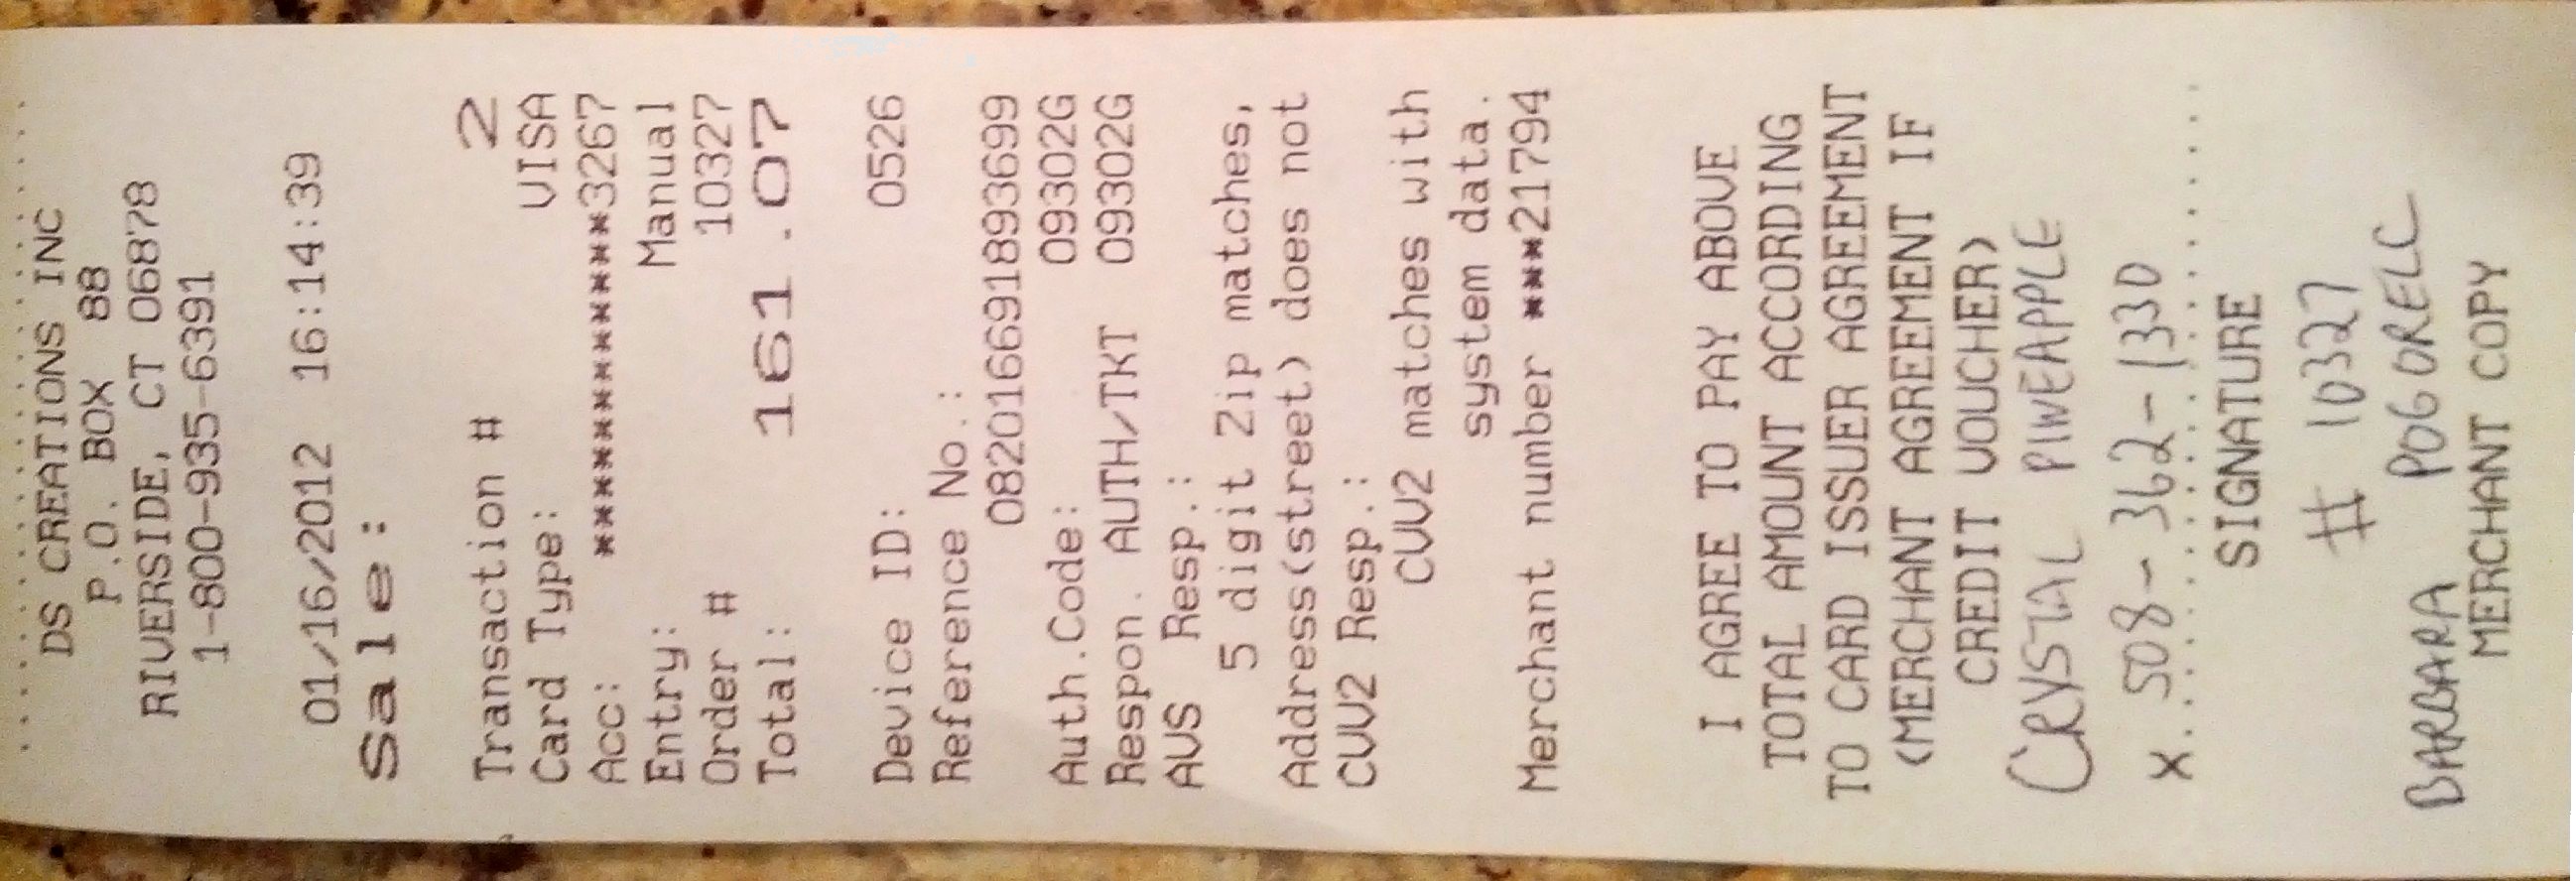 DS CREATIONS INC
P.O. BOX 88
RIVERSIDE, CT 06878
1-800-935-6391
01/16/2012 16:14:39
Sale:
Transaction # 2
Card Type: VISA
Acc: ************3267
Entry: Manual
Order # 10327
Total: 161.07
Device ID: 0526
Reference No.:
082016691893699
Auth.Code: 09302G
Respon. AUTH/TKT 09302G
AVS Resp.:
5 digit Zip matches,
Address(street) does not
CVV2 Resp.:
CVV2 matches with
system data.
Merchant number ***21794
I AGREE TO PAY ABOVE
TOTAL AMOUNT ACCORDING
TO CARD ISSUER AGREEMENT
(MERCHANT AGREEMENT IF
CREDIT VOUCHER)
CRYSTAL PINEAPPLE
X 508-362-1330
SIGNATURE
# 10327
BARBARA POGORELC
MERCHANT COPY